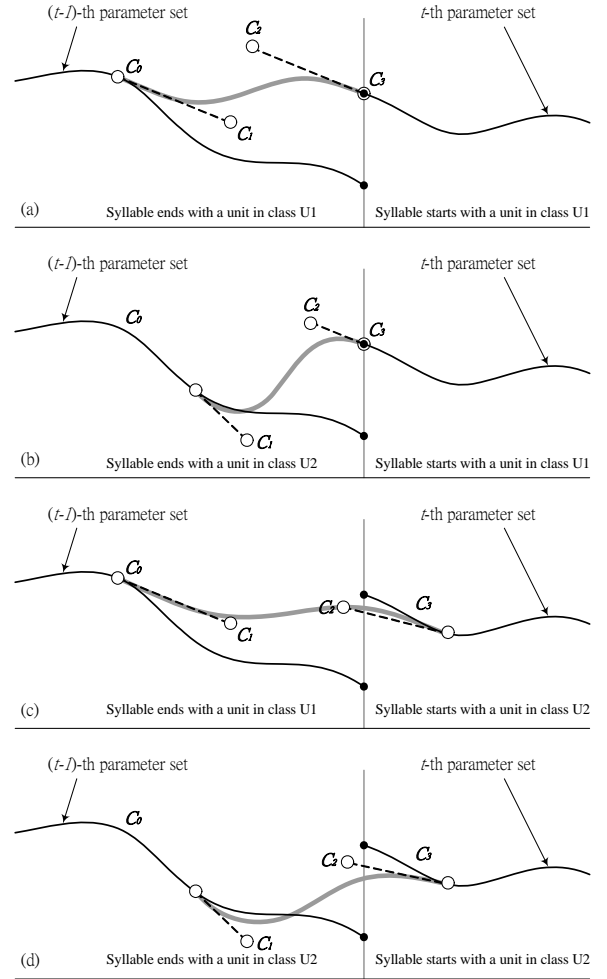 (t-1)-th parameter set
t-th parameter set
C₂
C₀
C₃
C₁
(a)
Syllable ends with a unit in class U1
Syllable starts with a unit in class U1
(t-1)-th parameter set
t-th parameter set
C₀
C₂
C₃
C₁
(b)
Syllable ends with a unit in class U2
Syllable starts with a unit in class U1
(t-1)-th parameter set
t-th parameter set
C₀
C₂
C₃
C₁
(c)
Syllable ends with a unit in class U1
Syllable starts with a unit in class U2
(t-1)-th parameter set
t-th parameter set
C₀
C₂
C₃
C₁
(d)
Syllable ends with a unit in class U2
Syllable starts with a unit in class U2